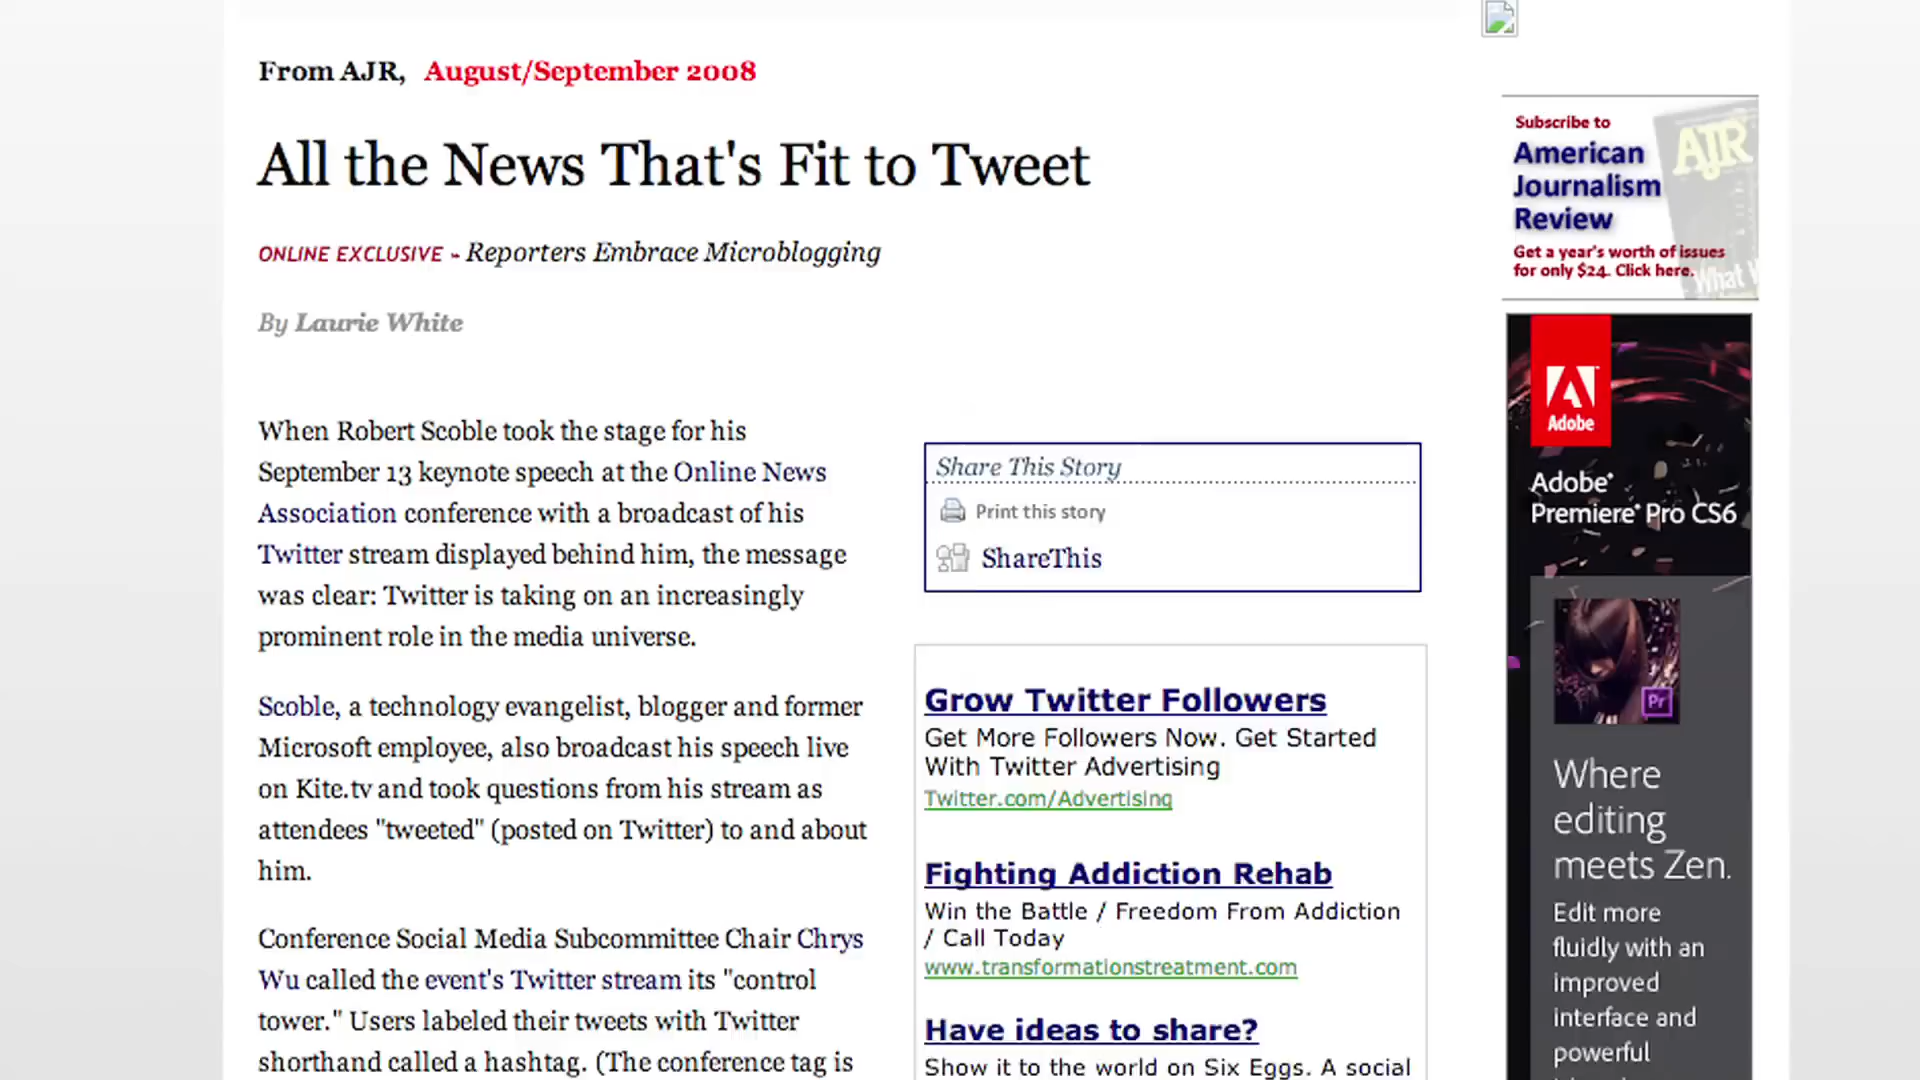 From AJR, August/September 2008
All the News That's Fit to Tweet
ONLINE EXCLUSIVE - Reporters Embrace Microblogging
By Laurie White
When Robert Scoble took the stage for his
September 13 keynote speech at the Online News
Association conference with a broadcast of his
Twitter stream displayed behind him, the message
was clear: Twitter is taking on an increasingly
prominent role in the media universe.
Scoble, a technology evangelist, blogger and former
Microsoft employee, also broadcast his speech live
on Kite.tv and took questions from his stream as
attendees "tweeted" (posted on Twitter) to and about
him.
Conference Social Media Subcommittee Chair Chrys
Wu called the event's Twitter stream its "control
tower." Users labeled their tweets with Twitter
shorthand called a hashtag. (The conference tag is
Share This Story
Print this story
ShareThis
Grow Twitter Followers
Get More Followers Now. Get Started
With Twitter Advertising
Twitter.com/Advertising
Fighting Addiction Rehab
Win the Battle / Freedom From Addiction
/ Call Today
www.transformationstreatment.com
Have ideas to share?
Show it to the world on Six Eggs. A social
Subscribe to
American
Journalism
Review
Get a year's worth of issues
for only $24. Click here.
AJR
What
Adobe
Adobe®
Premiere® Pro CS6
Pr
Where
editing
meets Zen.
Edit more
fluidly with an
improved
interface and
powerful